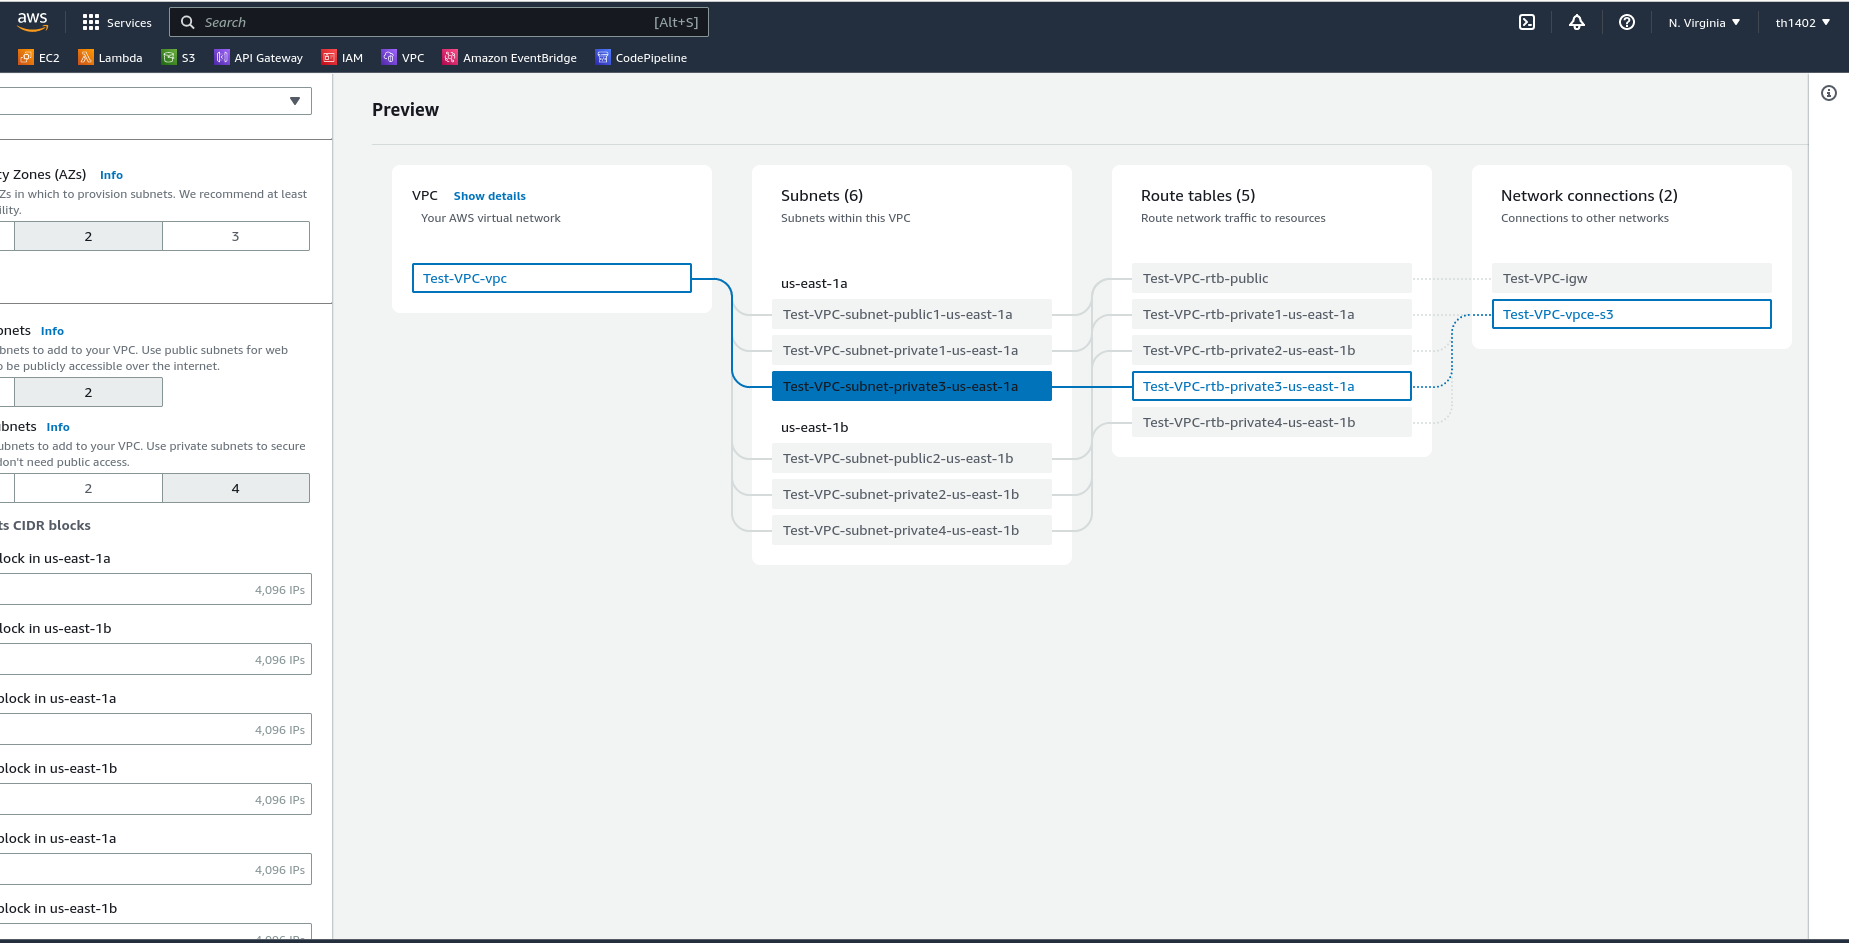 aws
Services
Search
[Alt+S]
N. Virginia
th1402
EC2
Lambda
S3
API Gateway
IAM
VPC
Amazon EventBridge
CodePipeline
ty Zones (AZs) Info
Zs in which to provision subnets. We recommend at least
ility.
2
3
bnets Info
bnets to add to your VPC. Use public subnets for web
o be publicly accessible over the internet.
2
ubnets Info
ubnets to add to your VPC. Use private subnets to secure
don't need public access.
2
4
ts CIDR blocks
lock in us-east-1a
4,096 IPs
lock in us-east-1b
4,096 IPs
block in us-east-1a
4,096 IPs
block in us-east-1b
4,096 IPs
block in us-east-1a
4,096 IPs
block in us-east-1b
4,096 IPs
Preview
VPC Show details
Your AWS virtual network
Test-VPC-vpc
Subnets (6)
Subnets within this VPC
us-east-1a
Test-VPC-subnet-public1-us-east-1a
Test-VPC-subnet-private1-us-east-1a
Test-VPC-subnet-private3-us-east-1a
us-east-1b
Test-VPC-subnet-public2-us-east-1b
Test-VPC-subnet-private2-us-east-1b
Test-VPC-subnet-private4-us-east-1b
Route tables (5)
Route network traffic to resources
Test-VPC-rtb-public
Test-VPC-rtb-private1-us-east-1a
Test-VPC-rtb-private2-us-east-1b
Test-VPC-rtb-private3-us-east-1a
Test-VPC-rtb-private4-us-east-1b
Network connections (2)
Connections to other networks
Test-VPC-igw
Test-VPC-vpce-s3